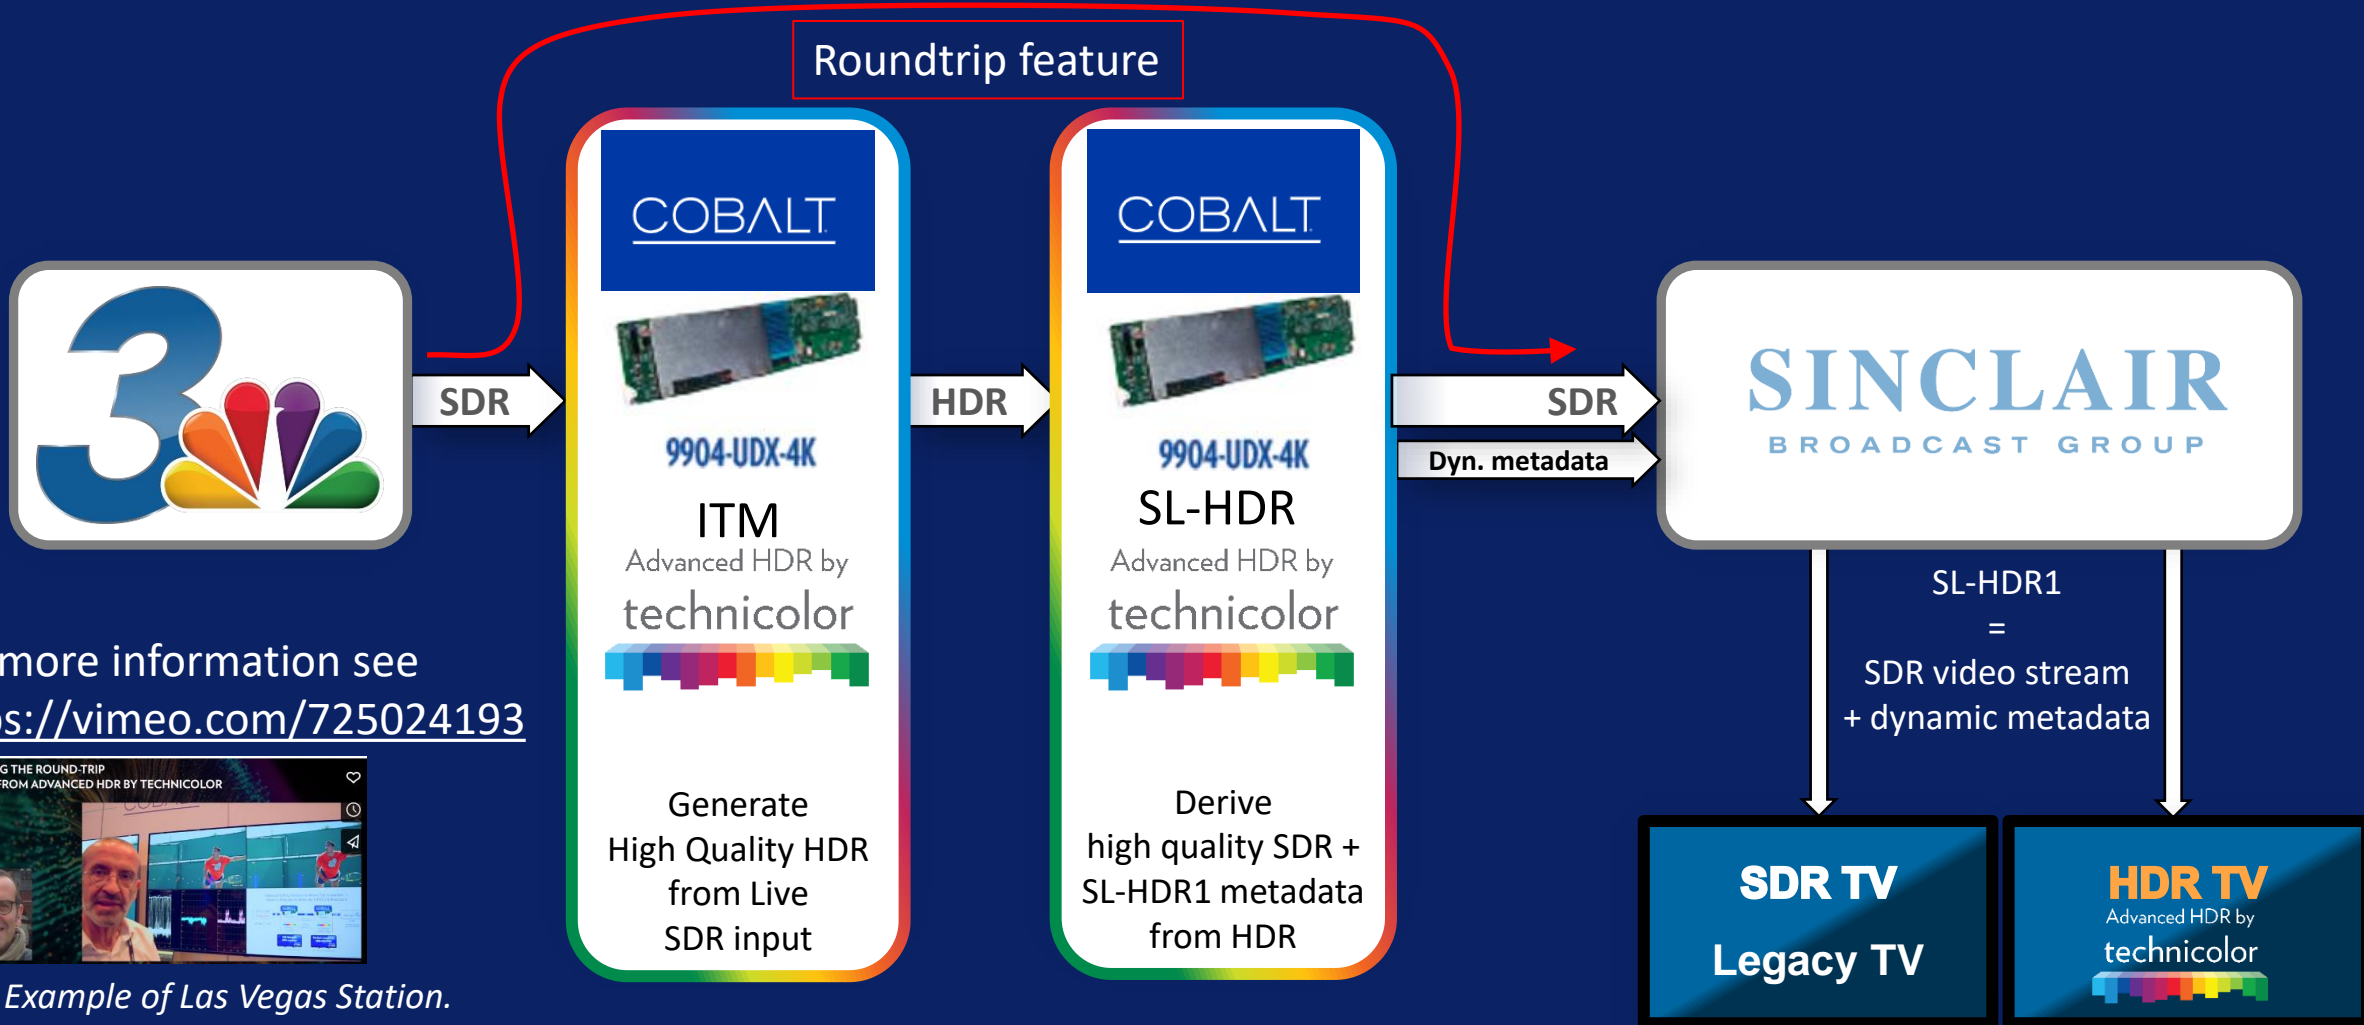 Roundtrip feature
3
SDR
COBALT
9904-UDX-4K
ITM
Advanced HDR by
technicolor
Generate
High Quality HDR
from Live
SDR input
HDR
COBALT
9904-UDX-4K
SL-HDR
Advanced HDR by
technicolor
Derive
high quality SDR +
SL-HDR1 metadata
from HDR
SDR
Dyn. metadata
SINCLAIR
BROADCAST GROUP
SL-HDR1
=
SDR video stream
+ dynamic metadata
SDR TV
Legacy TV
HDR TV
Advanced HDR by
technicolor
more information see
ps://vimeo.com/725024193
G THE ROUND-TRIP
FROM ADVANCED HDR BY TECHNICOLOR
COBALT
Example of Las Vegas Station.